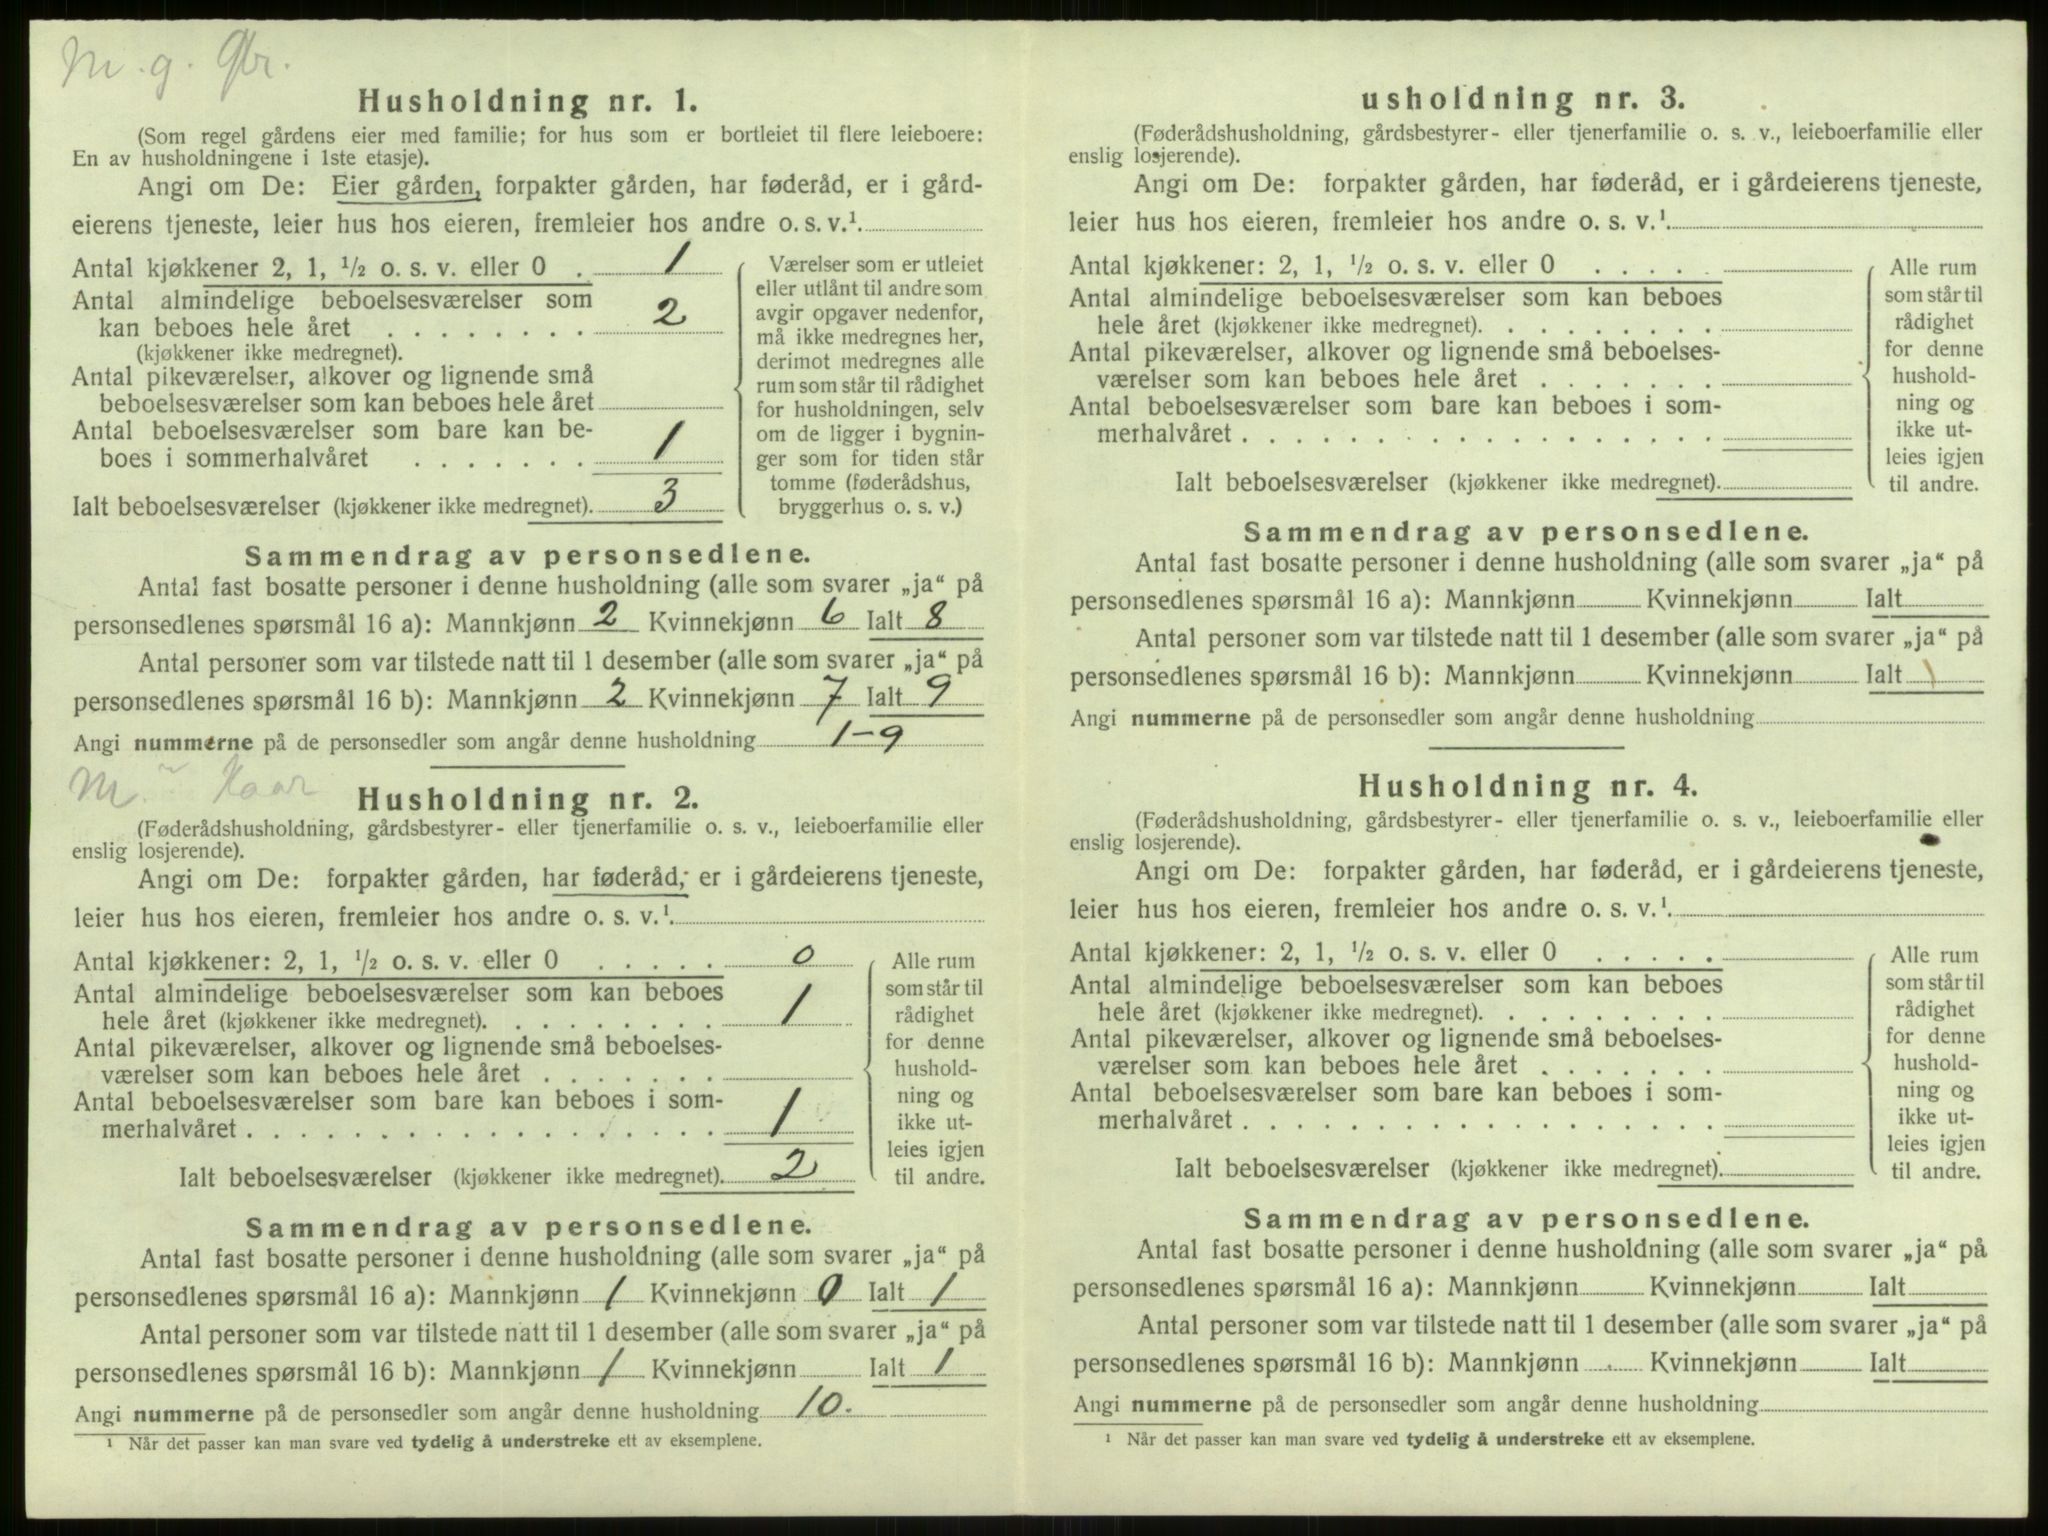 M. g. Gbr.
Husholdning nr. 1.
(Som regel gårdens eier med familie; for hus som er bortleiet til flere leieboere:
En av husholdningene i 1ste etasje).
Angi om De: Eier gården, forpakter gården, har føderåd, er i gård-
eierens tjeneste, leier hus hos eieren, fremleier hos andre o. s. v.¹.
Antal kjøkkener 2, 1, ½ o. s. v. eller 0 . 1
Antal almindelige beboelsesværelser som
kan beboes hele året . . . . . . . . 2
(kjøkkener ikke medregnet).
Antal pikeværelser, alkover og lignende små
beboelsesværelser som kan beboes hele året
Antal beboelsesværelser som bare kan be-
boes i sommerhalvåret . . . . . . . 1
Ialt beboelsesværelser (kjøkkener ikke medregnet). 3
Værelser som er utleiet
eller utlånt til andre som
avgir opgaver nedenfor,
må ikke medregnes her,
derimot medregnes alle
rum som står til rådighet
for husholdningen, selv
om de ligger i bygnin-
ger som for tiden står
tomme (føderådshus,
bryggerhus o. s. v.)
Sammendrag av personsedlene.
Antal fast bosatte personer i denne husholdning (alle som svarer „ja“ på
personsedlenes spørsmål 16 a): Mannkjønn 2 Kvinnekjønn 6 Ialt 8
Antal personer som var tilstede natt til 1 desember (alle som svarer „ja“ på
personsedlenes spørsmål 16 b): Mannkjønn 2 Kvinnekjønn 7 Ialt 9
Angi nummerne på de personsedler som angår denne husholdning 1-9
M. Kaar
Husholdning nr. 2.
(Føderådshusholdning, gårdsbestyrer- eller tjenerfamilie o. s. v., leieboerfamilie eller
enslig losjerende).
Angi om De: forpakter gården, har føderåd, er i gårdeierens tjeneste,
leier hus hos eieren, fremleier hos andre o. s. v.¹.
Antal kjøkkener: 2, 1, ½ o. s. v. eller 0 . . . . . 0
Antal almindelige beboelsesværelser som kan beboes
hele året (kjøkkener ikke medregnet). . . . . . . . . 1
Antal pikeværelser, alkover og lignende små beboelses-
værelser som kan beboes hele året . . . . . . .
Antal beboelsesværelser som bare kan beboes i som-
merhalvåret . . . . . . . . . . . . . . . . . . 1
Ialt beboelsesværelser (kjøkkener ikke medregnet). 2
Alle rum
som står til
rådighet
for denne
hushold-
ning og
ikke ut-
leies igjen
til andre.
Sammendrag av personsedlene.
Antal fast bosatte personer i denne husholdning (alle som svarer „ja“ på
personsedlenes spørsmål 16 a): Mannkjønn 1 Kvinnekjønn 0 Ialt 1
Antal personer som var tilstede natt til 1 desember (alle som svarer „ja“ på
personsedlenes spørsmål 16 b): Mannkjønn 1 Kvinnekjønn Ialt 1
Angi nummerne på de personsedler som angår denne husholdning 10.
¹ Når det passer kan man svare ved tydelig å understreke ett av eksemplene.
usholdning nr. 3.
(Føderådshusholdning, gårdsbestyrer- eller tjenerfamilie o. s. v., leieboerfamilie eller
enslig losjerende).
Angi om De: forpakter gården, har føderåd, er i gårdeierens tjeneste,
leier hus hos eieren, fremleier hos andre o. s. v.¹.
Antal kjøkkener: 2, 1, ½ o. s. v. eller 0 . . . . .
Antal almindelige beboelsesværelser som kan beboes
hele året (kjøkkener ikke medregnet). . . . . . . . .
Antal pikeværelser, alkover og lignende små beboelses-
værelser som kan beboes hele året . . . . . . .
Antal beboelsesværelser som bare kan beboes i som-
merhalvåret . . . . . . . . . . . . . . . . . .
Ialt beboelsesværelser (kjøkkener ikke medregnet).
Alle rum
som står til
rådighet
for denne
hushold-
ning og
ikke ut-
leies igjen
til andre.
Sammendrag av personsedlene.
Antal fast bosatte personer i denne husholdning (alle som svarer „ja“ på
personsedlenes spørsmål 16 a): Mannkjønn Kvinnekjønn Ialt
Antal personer som var tilstede natt til 1 desember (alle som svarer „ja“ på
personsedlenes spørsmål 16 b): Mannkjønn Kvinnekjønn Ialt
Angi nummerne på de personsedler som angår denne husholdning
Husholdning nr. 4.
(Føderådshusholdning, gårdsbestyrer- eller tjenerfamilie o. s. v., leieboerfamilie eller
enslig losjerende).
Angi om De: forpakter gården, har føderåd, er i gårdeierens tjeneste,
leier hus hos eieren, fremleier hos andre o. s. v.¹.
Antal kjøkkener: 2, 1, ½ o. s. v. eller 0 . . . . .
Antal almindelige beboelsesværelser som kan beboes
hele året (kjøkkener ikke medregnet). . . . . . . . .
Antal pikeværelser, alkover og lignende små beboelses-
værelser som kan beboes hele året . . . . . . .
Antal beboelsesværelser som bare kan beboes i som-
merhalvåret . . . . . . . . . . . . . . . . . .
Ialt beboelsesværelser (kjøkkener ikke medregnet).
Alle rum
som står til
rådighet
for denne
hushold-
ning og
ikke ut-
leies igjen
til andre.
Sammendrag av personsedlene.
Antal fast bosatte personer i denne husholdning (alle som svarer „ja“ på
personsedlenes spørsmål 16 a): Mannkjønn Kvinnekjønn Ialt
Antal personer som var tilstede natt til 1 desember (alle som svarer „ja“ på
personsedlenes spørsmål 16 b): Mannkjønn Kvinnekjønn Ialt
Angi nummerne på de personsedler som angår denne husholdning
¹ Når det passer kan man svare ved tydelig å understreke ett av eksemplene.